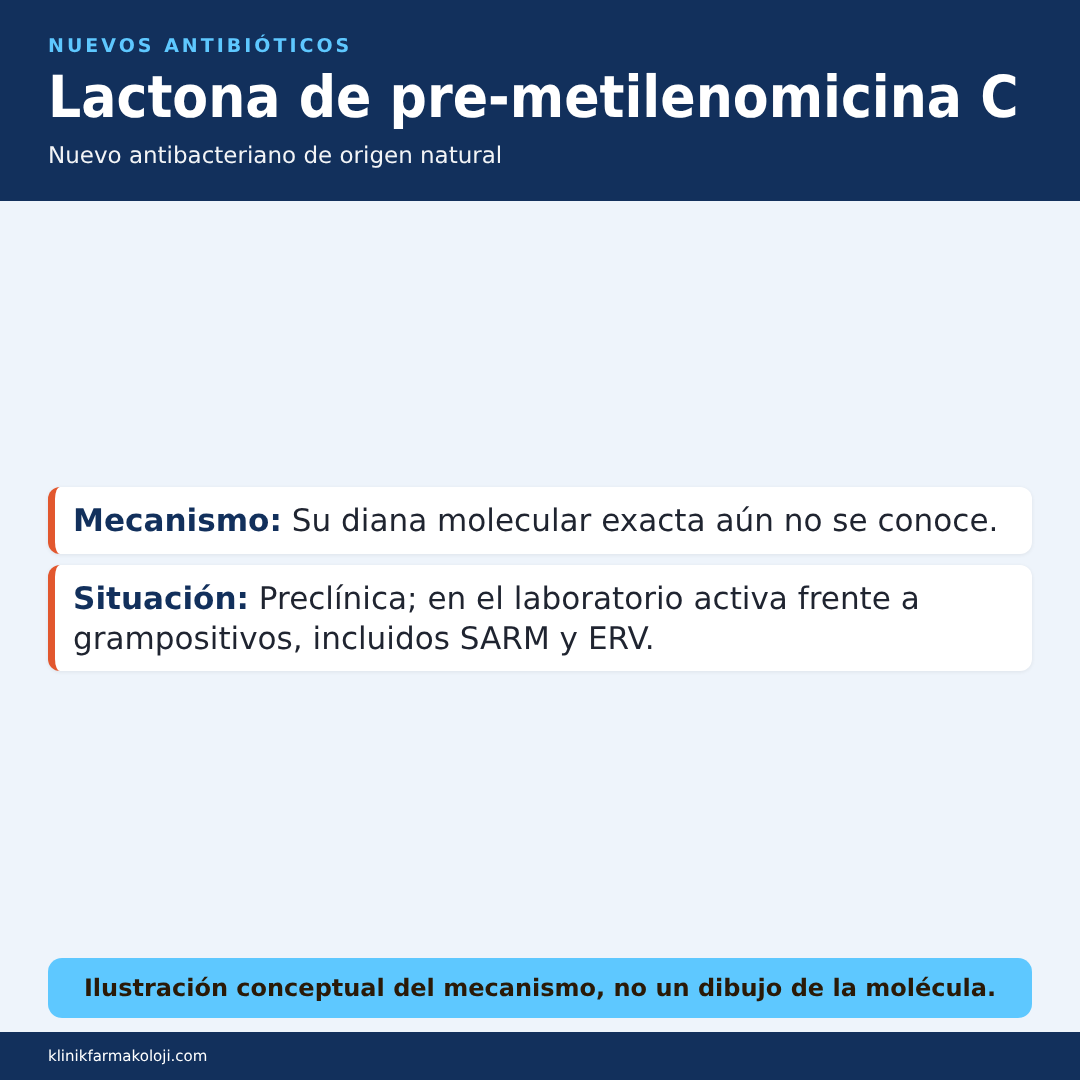 NUEVOS ANTIBIÓTICOS
Lactona de pre-metilenomicina C
Nuevo antibacteriano de origen natural
Mecanismo: Su diana molecular exacta aún no se conoce.
Situación: Preclínica; en el laboratorio activa frente a
grampositivos, incluidos SARM y ERV.
Ilustración conceptual del mecanismo, no un dibujo de la molécula.
klinikfarmakoloji.com